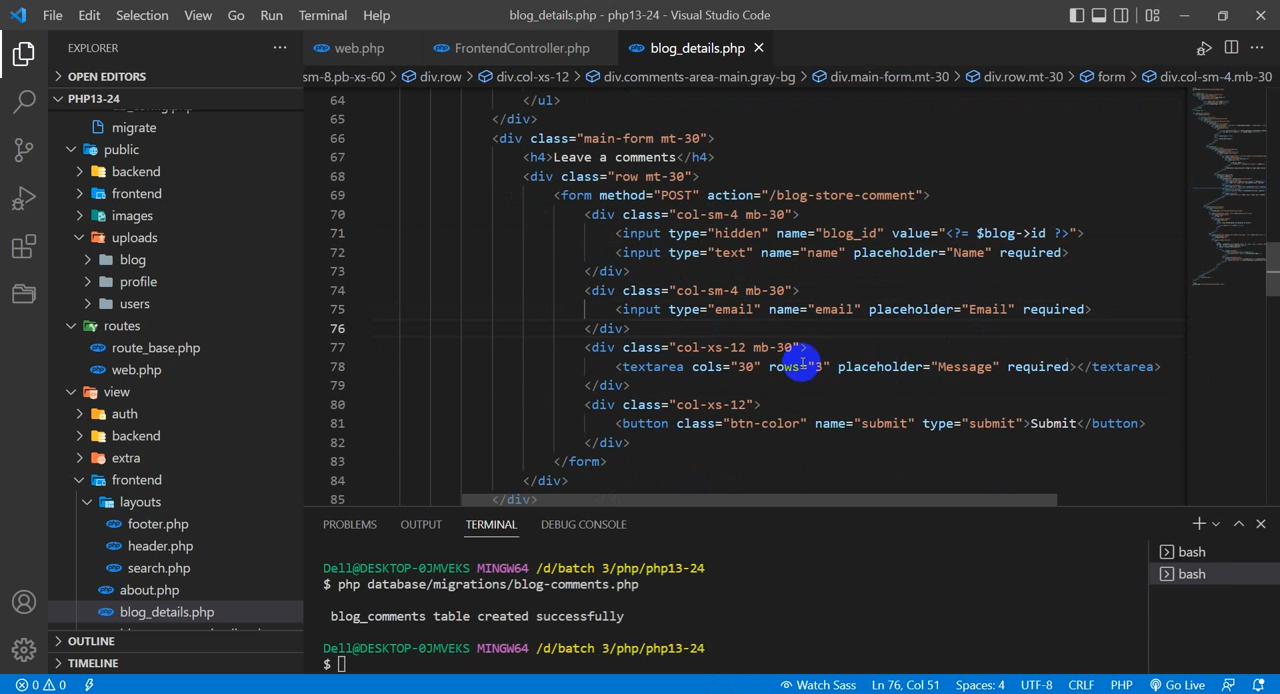 File Edit Selection View Go Run Terminal Help blog_details.php - php13-24 - Visual Studio Code
EXPLORER
OPEN EDITORS
PHP13-24
migrate
public
backend
frontend
images
uploads
blog
profile
users
routes
route_base.php
web.php
view
auth
backend
extra
frontend
layouts
footer.php
header.php
search.php
about.php
blog_details.php
OUTLINE
TIMELINE
web.php FrontendController.php blog_details.php
sm-8.pb-xs-60 > div.row > div.col-xs-12 > div.comments-area-main.gray-bg > div.main-form.mt-30 > div.row.mt-30 > form > div.col-sm-4.mb-30
64 </ul>
65 </div>
66 <div class="main-form mt-30">
67 <h4>Leave a comments</h4>
68 <div class="row mt-30">
69 <form method="POST" action="/blog-store-comment">
70 <div class="col-sm-4 mb-30">
71 <input type="hidden" name="blog_id" value="<?= $blog->id ?>">
72 <input type="text" name="name" placeholder="Name" required>
73 </div>
74 <div class="col-sm-4 mb-30">
75 <input type="email" name="email" placeholder="Email" required>
76 </div>
77 <div class="col-xs-12 mb-30">
78 <textarea cols="30" rows="3" placeholder="Message" required></textarea>
79 </div>
80 <div class="col-xs-12">
81 <button class="btn-color" name="submit" type="submit">Submit</button>
82 </div>
83 </form>
84 </div>
85 </div>
PROBLEMS OUTPUT TERMINAL DEBUG CONSOLE
Dell@DESKTOP-0JMVEKS MINGW64 /d/batch 3/php/php13-24
$ php database/migrations/blog-comments.php
blog_comments table created successfully
Dell@DESKTOP-0JMVEKS MINGW64 /d/batch 3/php/php13-24
$
bash
bash
0 0 Watch Sass Ln 76, Col 51 Spaces: 4 UTF-8 CRLF PHP Go Live